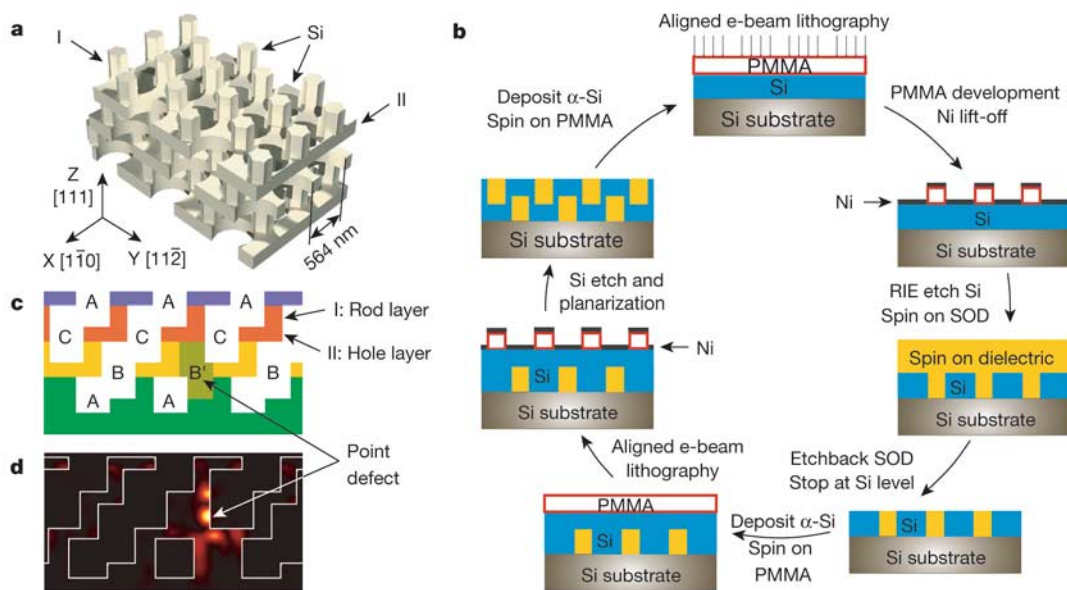 a
I
Si
II
Z
[111]
X [11̄0]
Y [112̄]
564 nm
b
Aligned e-beam lithography
PMMA
Si
Si substrate
PMMA development
Ni lift-off
Ni
Si
Si substrate
RIE etch Si
Spin on SOD
Spin on dielectric
Si
Si substrate
Etchback SOD
Stop at Si level
Si
Si substrate
Deposit α-Si
Spin on
PMMA
PMMA
Si
Si substrate
Aligned e-beam
lithography
Ni
Si
Si substrate
Si etch and
planarization
Si substrate
Deposit α-Si
Spin on PMMA
c
A A A
C C C
B B' B
A A
I: Rod layer
II: Hole layer
Point
defect
d